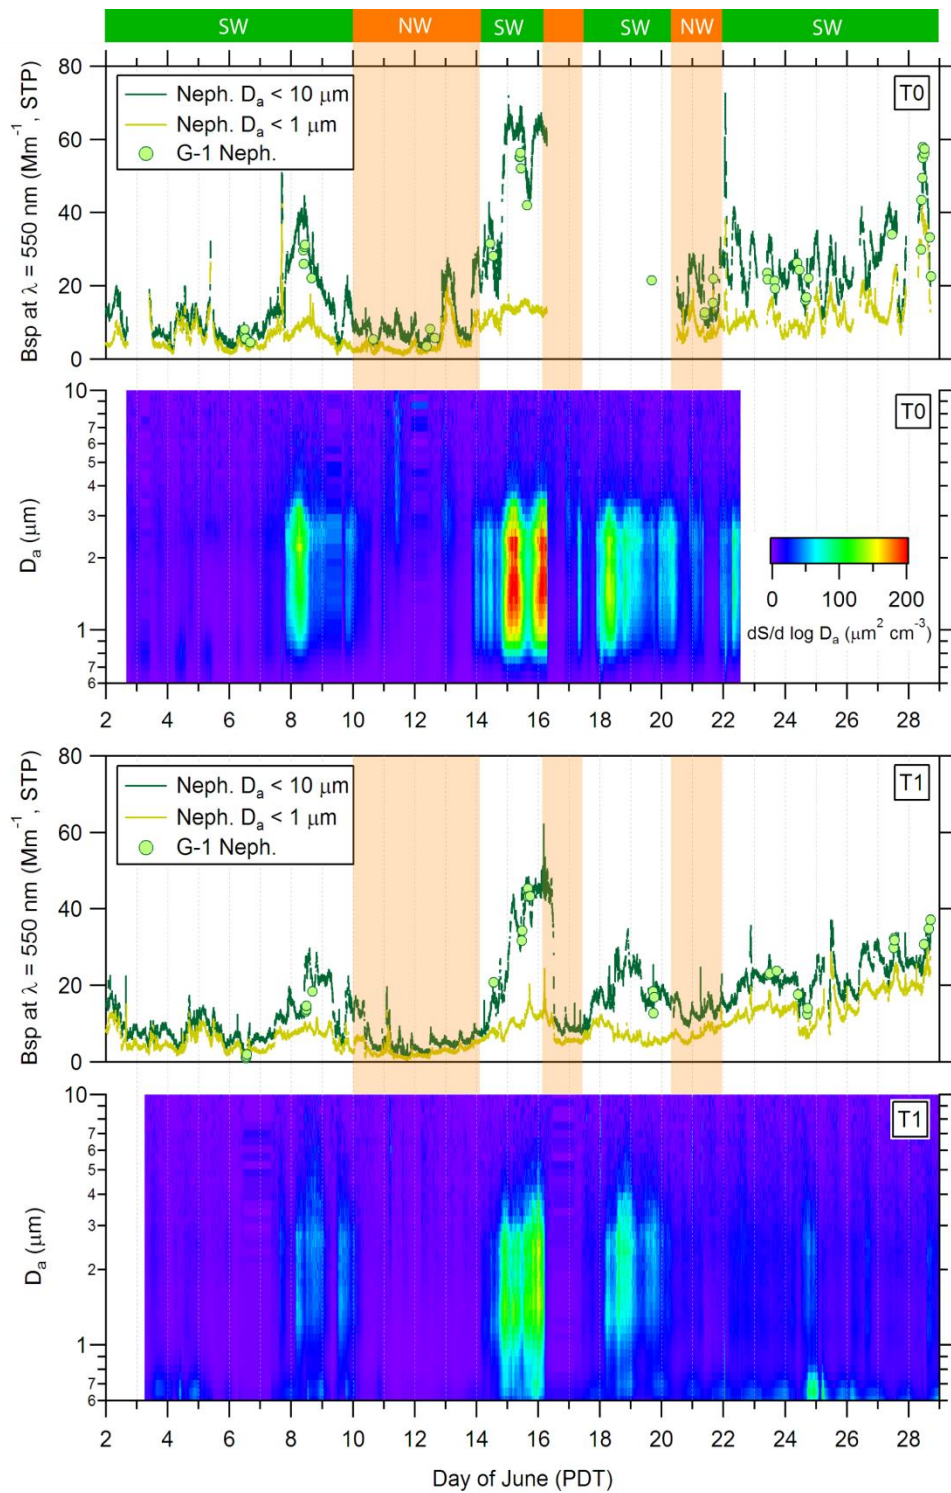 SW NW SW SW NW SW
80
60
40
20
0
Bsp at λ = 550 nm (Mm⁻¹, STP)
Neph. Dₐ < 10 μm
Neph. Dₐ < 1 μm
G-1 Neph.
T0
10
7
6
5
4
3
2
1
7
6
Dₐ (μm)
T0
0 100 200
dS/d log Dₐ (μm² cm⁻³)
2 4 6 8 10 12 14 16 18 20 22 24 26 28
80
60
40
20
0
Bsp at λ = 550 nm (Mm⁻¹, STP)
Neph. Dₐ < 10 μm
Neph. Dₐ < 1 μm
G-1 Neph.
T1
10
7
6
5
4
3
2
1
7
6
Dₐ (μm)
T1
2 4 6 8 10 12 14 16 18 20 22 24 26 28
Day of June (PDT)